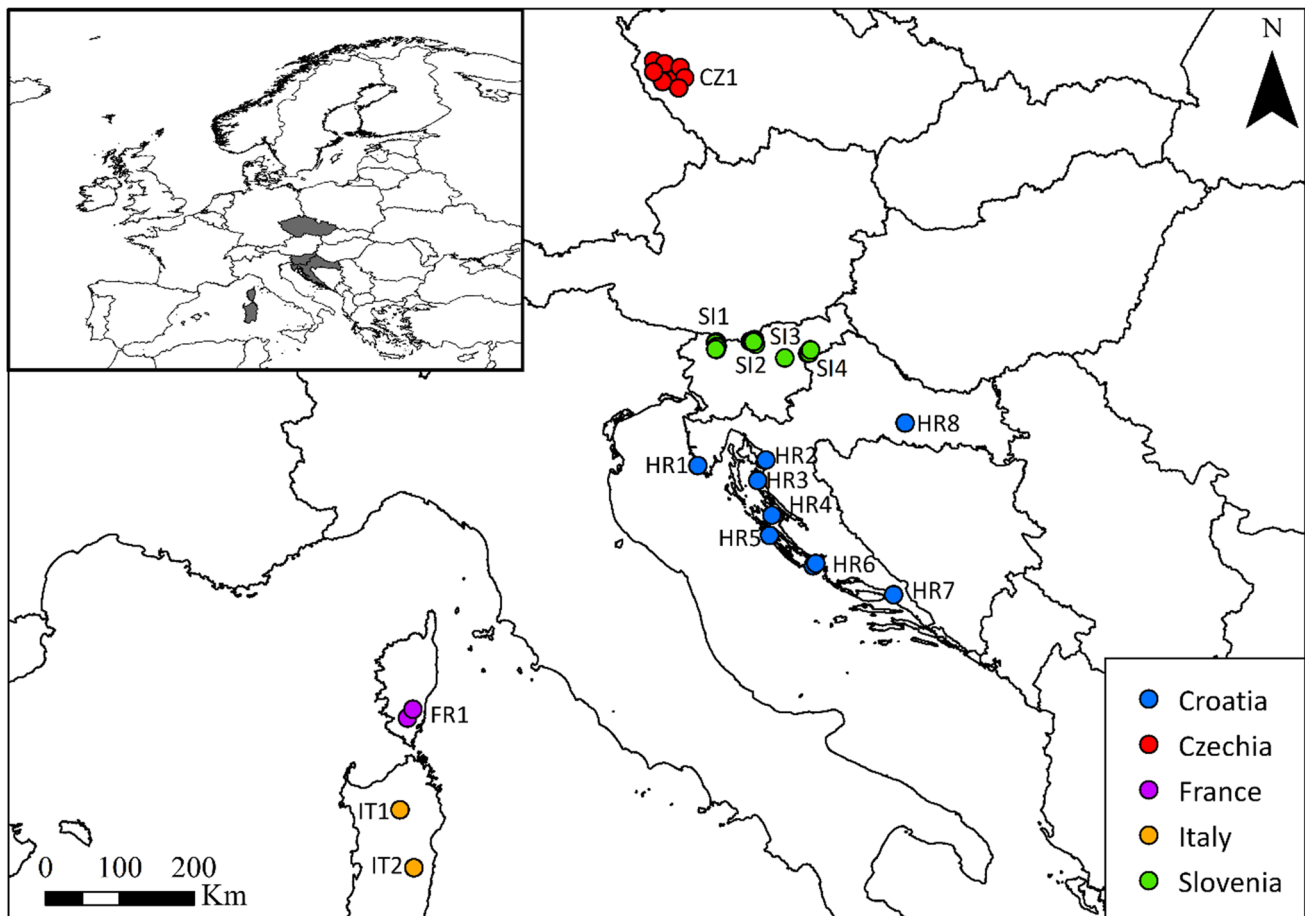 N
CZ1
SI1
SI3
SI2
SI4
HR8
HR1
HR2
HR3
HR4
HR5
HR6
HR7
FR1
IT1
IT2
0 100 200
Km
Croatia
Czechia
France
Italy
Slovenia